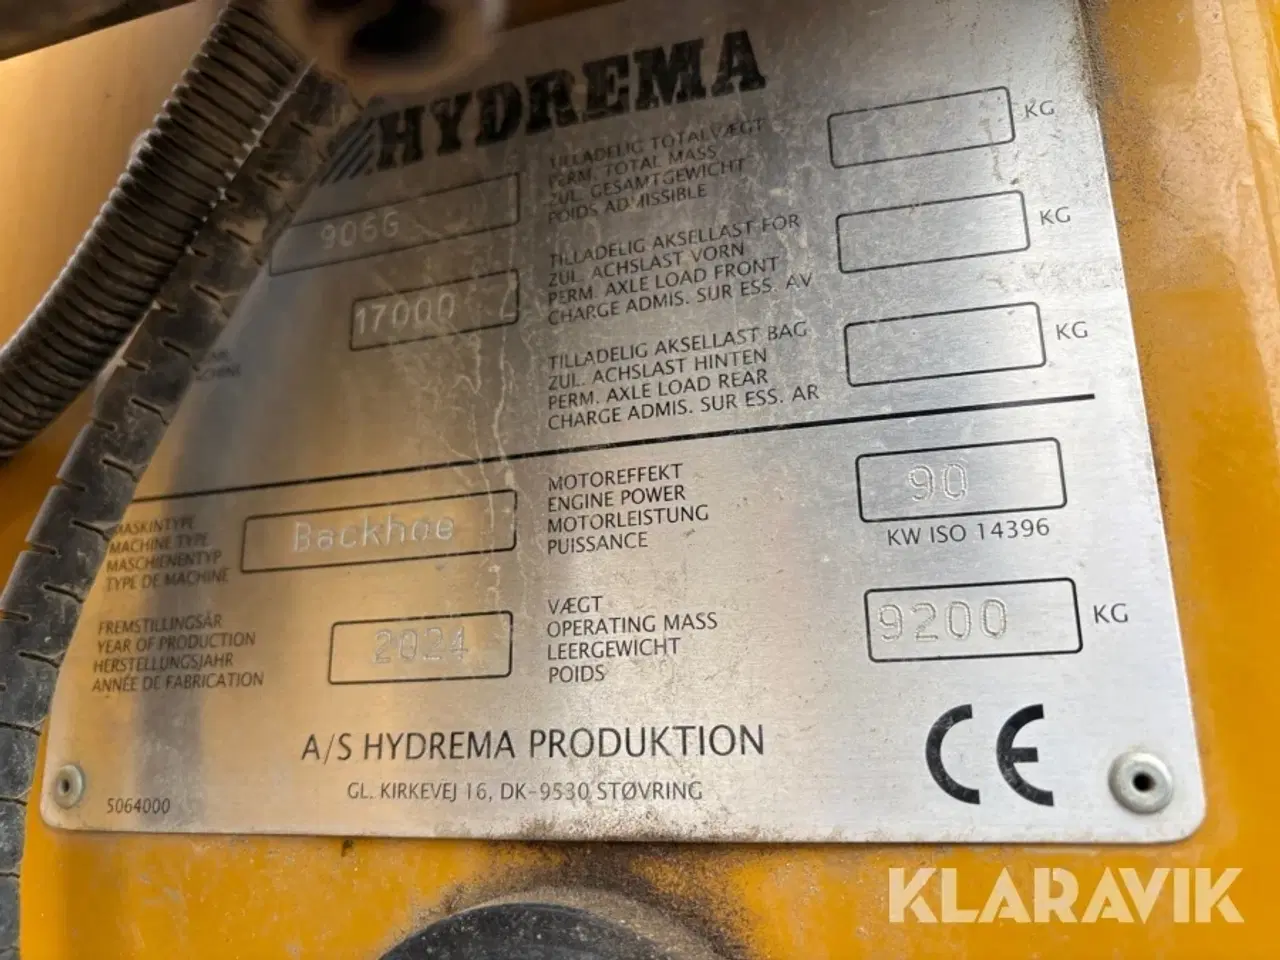 HYDREMA
906G
17000
TILLADELIG TOTALVÆGT
PERM. TOTAL MASS
ZUL. GESAMTGEWICHT
POIDS ADMISSIBLE
KG
TILLADELIG AKSELLAST FOR
ZUL. ACHSLAST VORN
PERM. AXLE LOAD FRONT
CHARGE ADMIS. SUR ESS. AV
KG
TILLADELIG AKSELLAST BAG
ZUL. ACHSLAST HINTEN
PERM. AXLE LOAD REAR
CHARGE ADMIS. SUR ESS. AR
KG
MASKINTYPE
MACHINE TYPE
MASCHIENENTYP
TYPE DE MACHINE
Backhoe
MOTOREFFEKT
ENGINE POWER
MOTORLEISTUNG
PUISSANCE
90
KW ISO 14396
FREMSTILLINGSÅR
YEAR OF PRODUCTION
HERSTELLUNGSJAHR
ANNÉE DE FABRICATION
2021
VÆGT
OPERATING MASS
LEERGEWICHT
POIDS
9200
KG
A/S HYDREMA PRODUKTION
GL. KIRKEVEJ 16, DK-9530 STØVRING
5064000
CE
KLARAVIK